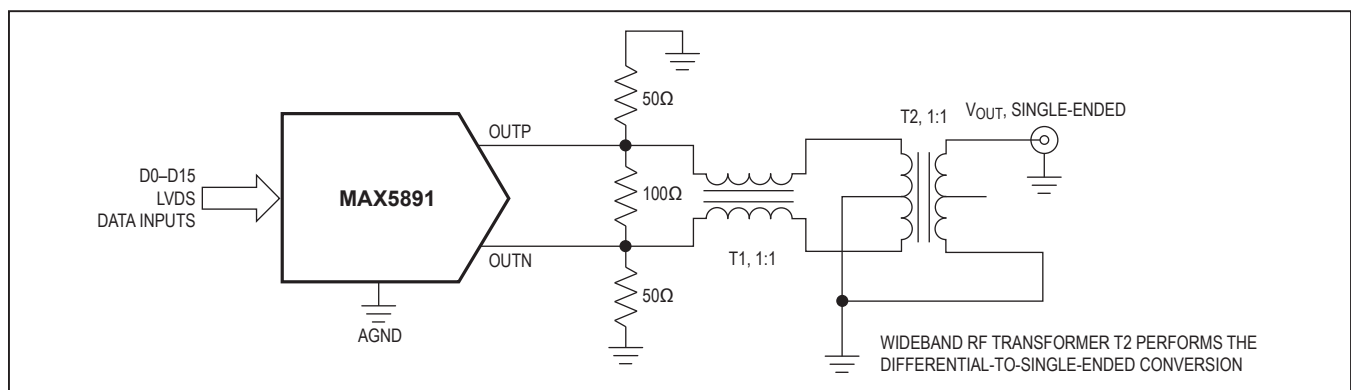 50Ω
OUTP
T2, 1:1
VOUT, SINGLE-ENDED
D0–D15
LVDS
DATA INPUTS
MAX5891
100Ω
OUTN
T1, 1:1
50Ω
AGND
WIDEBAND RF TRANSFORMER T2 PERFORMS THE
DIFFERENTIAL-TO-SINGLE-ENDED CONVERSION